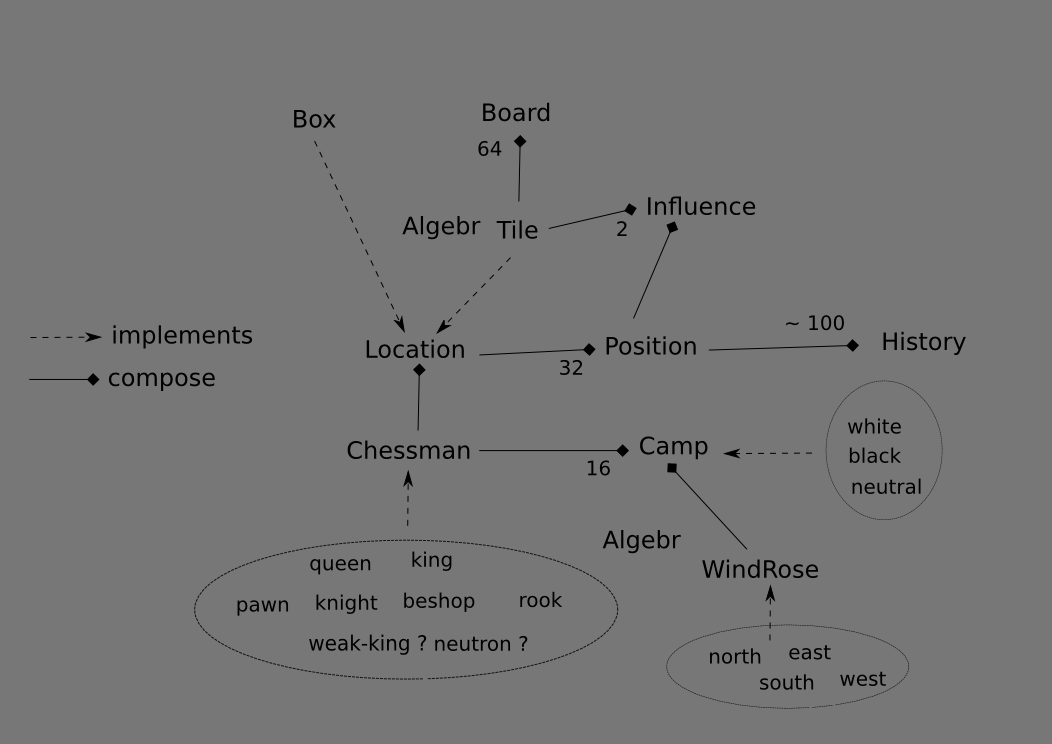 Box
Board
64
Influence
Algebr
Tile
2
~ 100
implements
Location
Position
History
32
compose
white
Chessman
Camp
black
16
neutral
Algebr
queen
king
WindRose
pawn
knight
beshop
rook
weak-king ?
neutron ?
north
east
south
west